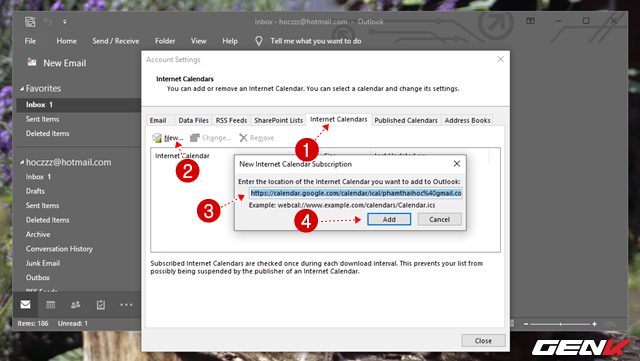 Inbox - hoczzz@hotmail.com - Outlook
File Home Send / Receive Folder View Help Tell me what you want to do
New Email
Favorites
Inbox 1
Sent Items
Deleted Items
hoczzz@hotmail.com
Inbox 1
Drafts
Sent Items
Deleted Items
Archive
Conversation History
Junk Email
Outbox
RSS Feeds
Items: 186 Unread: 1
Account Settings
Internet Calendars
You can add or remove an Internet Calendar. You can select a calendar and change its settings.
Email Data Files RSS Feeds SharePoint Lists Internet Calendars Published Calendars Address Books
New... Change... Remove
1
2
Internet Calendar
New Internet Calendar Subscription
Enter the location of the Internet Calendar you want to add to Outlook:
3
https://calendar.google.com/calendar/ical/phamthaihoc%40gmail.co
Example: webcal://www.example.com/calendars/Calendar.ics
4
Add Cancel
Subscribed Internet Calendars are checked once during each download interval. This prevents your list from
possibly being suspended by the publisher of an Internet Calendar.
Close
GENK